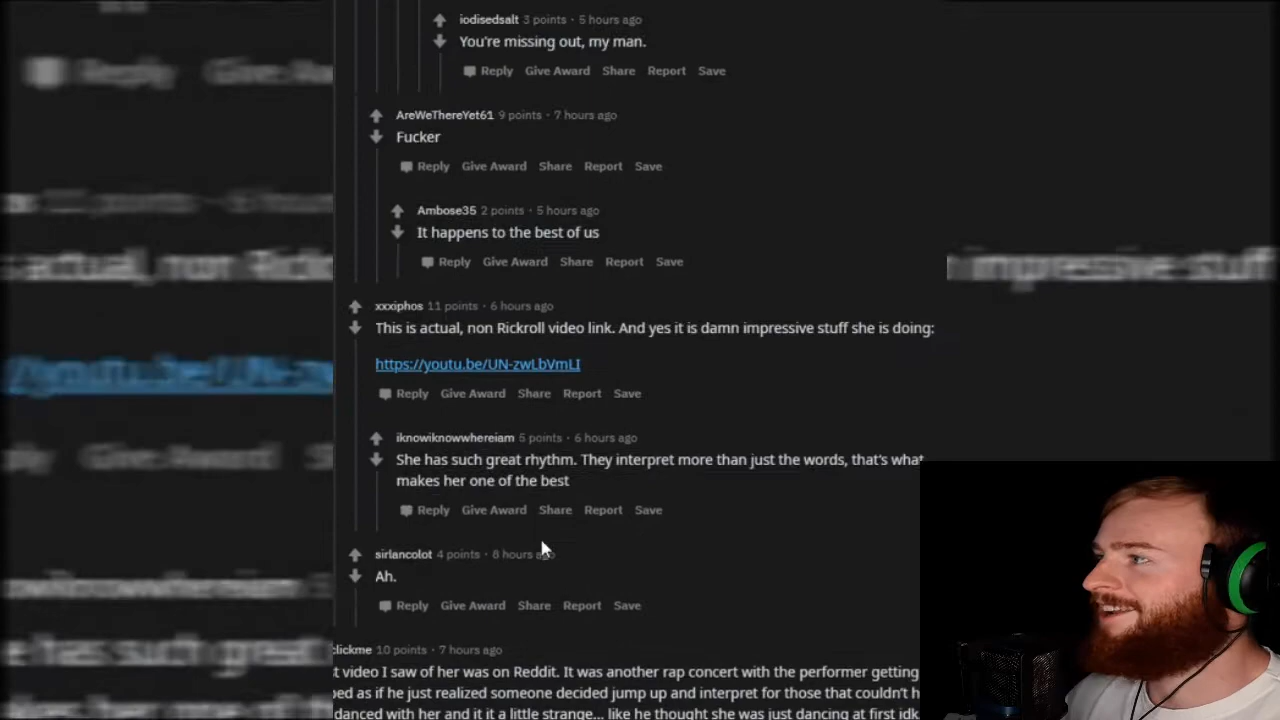 iodisedsalt 3 points · 5 hours ago
You're missing out, my man.
Reply Give Award Share Report Save
AreWeThereYet61 9 points · 7 hours ago
Fucker
Reply Give Award Share Report Save
Ambose35 2 points · 5 hours ago
It happens to the best of us
Reply Give Award Share Report Save
xxxiphos 11 points · 6 hours ago
This is actual, non Rickroll video link. And yes it is damn impressive stuff she is doing:
https://youtu.be/UN-zwLbVmLI
Reply Give Award Share Report Save
iknowiknowwhereiam 5 points · 6 hours ago
She has such great rhythm. They interpret more than just the words, that's what
makes her one of the best
Reply Give Award Share Report Save
sirlancolot 4 points · 8 hours ago
Ah.
Reply Give Award Share Report Save
clickme 10 points · 7 hours ago
t video I saw of her was on Reddit. It was another rap concert with the performer getting
ped as if he just realized someone decided jump up and interpret for those that couldn't h
danced with her and it it a little strange... like he thought she was just dancing at first idk